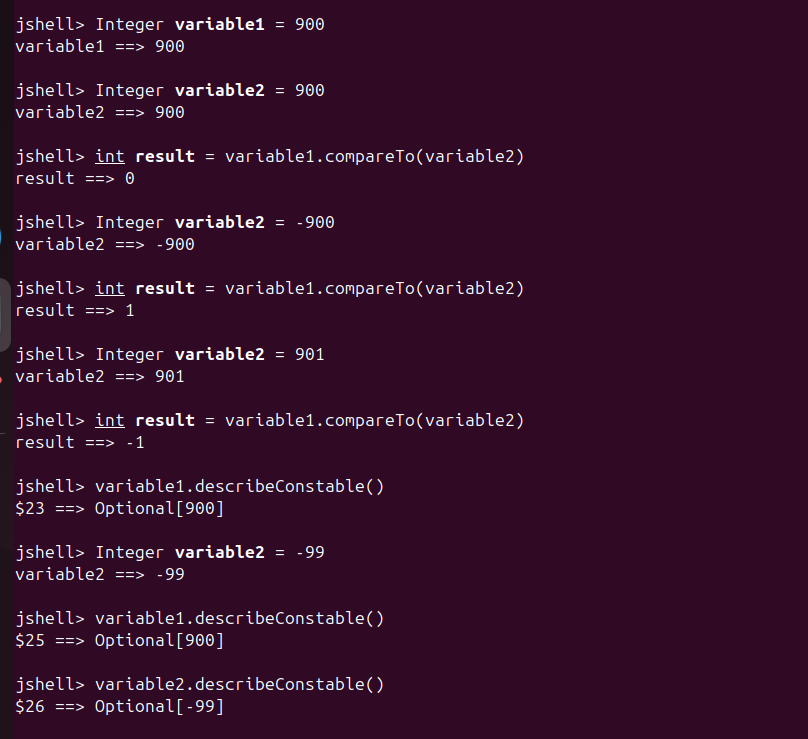 jshell> Integer variable1 = 900
variable1 ==> 900
jshell> Integer variable2 = 900
variable2 ==> 900
jshell> int result = variable1.compareTo(variable2)
result ==> 0
jshell> Integer variable2 = -900
variable2 ==> -900
jshell> int result = variable1.compareTo(variable2)
result ==> 1
jshell> Integer variable2 = 901
variable2 ==> 901
jshell> int result = variable1.compareTo(variable2)
result ==> -1
jshell> variable1.describeConstable()
$23 ==> Optional[900]
jshell> Integer variable2 = -99
variable2 ==> -99
jshell> variable1.describeConstable()
$25 ==> Optional[900]
jshell> variable2.describeConstable()
$26 ==> Optional[-99]